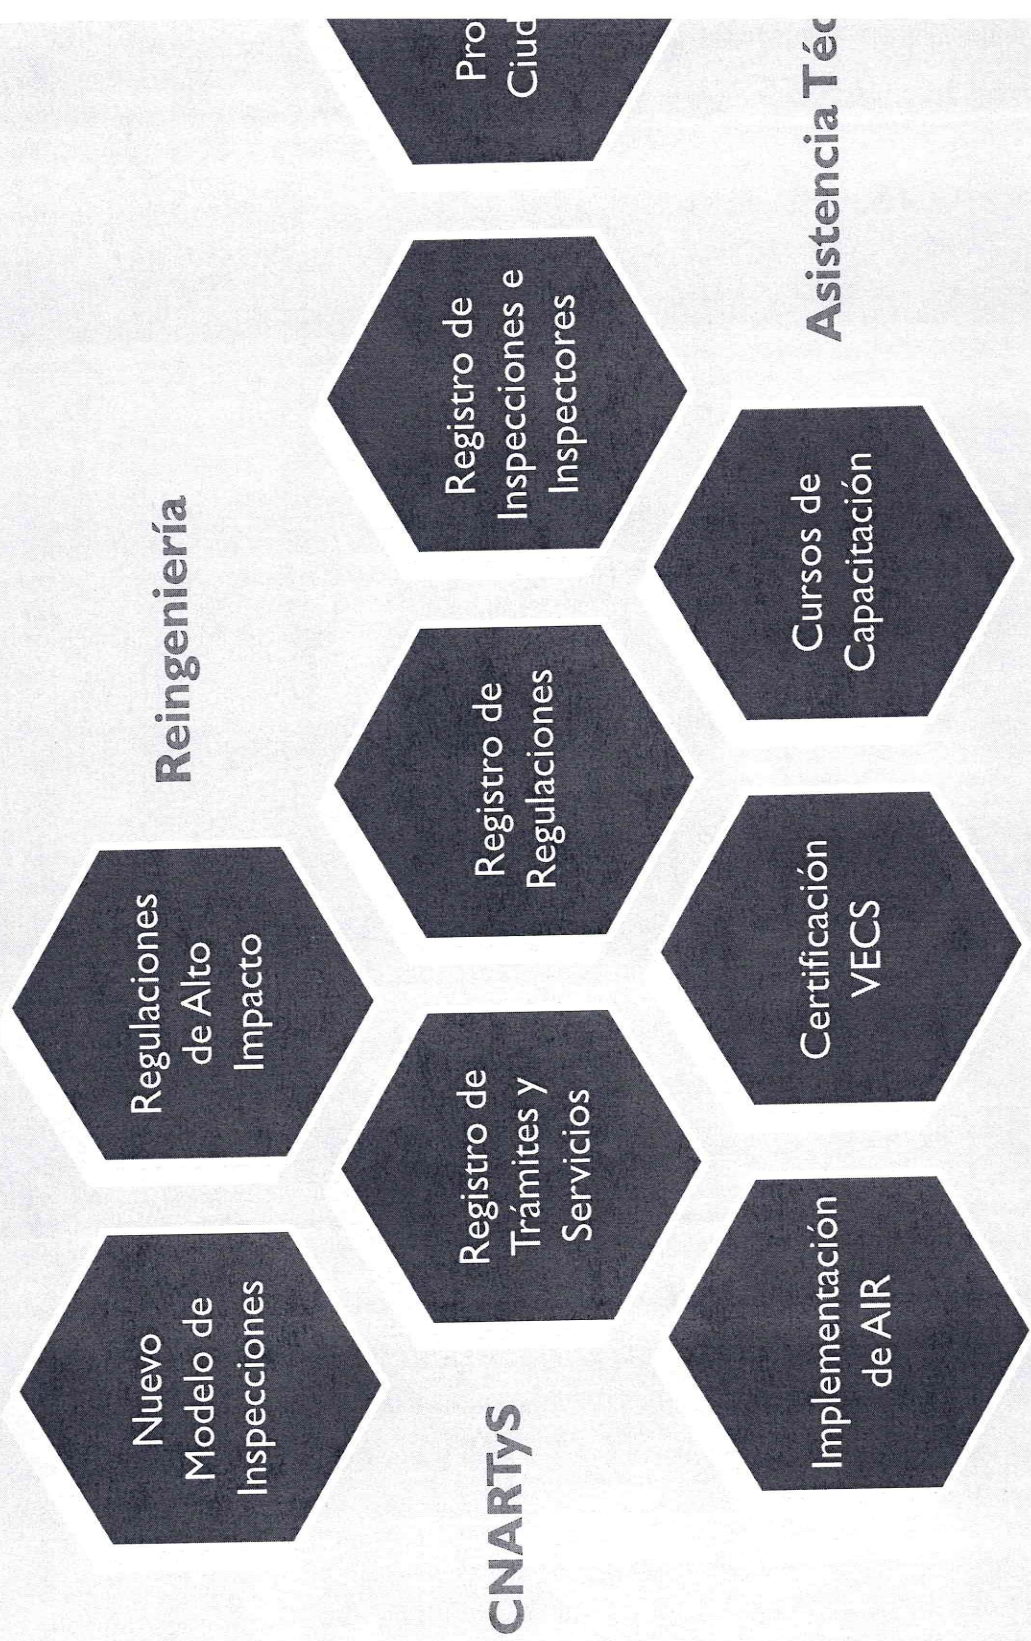 Nuevo
Modelo de
Inspecciones
Regulaciones
de Alto
Impacto
Reingeniería
CNARTyS
Registro de
Trámites y
Servicios
Registro de
Regulaciones
Registro de
Inspecciones e
Inspectores
Pro
Ciud
Implementación
de AIR
Certificación
VECS
Cursos de
Capacitación
Asistencia Téc